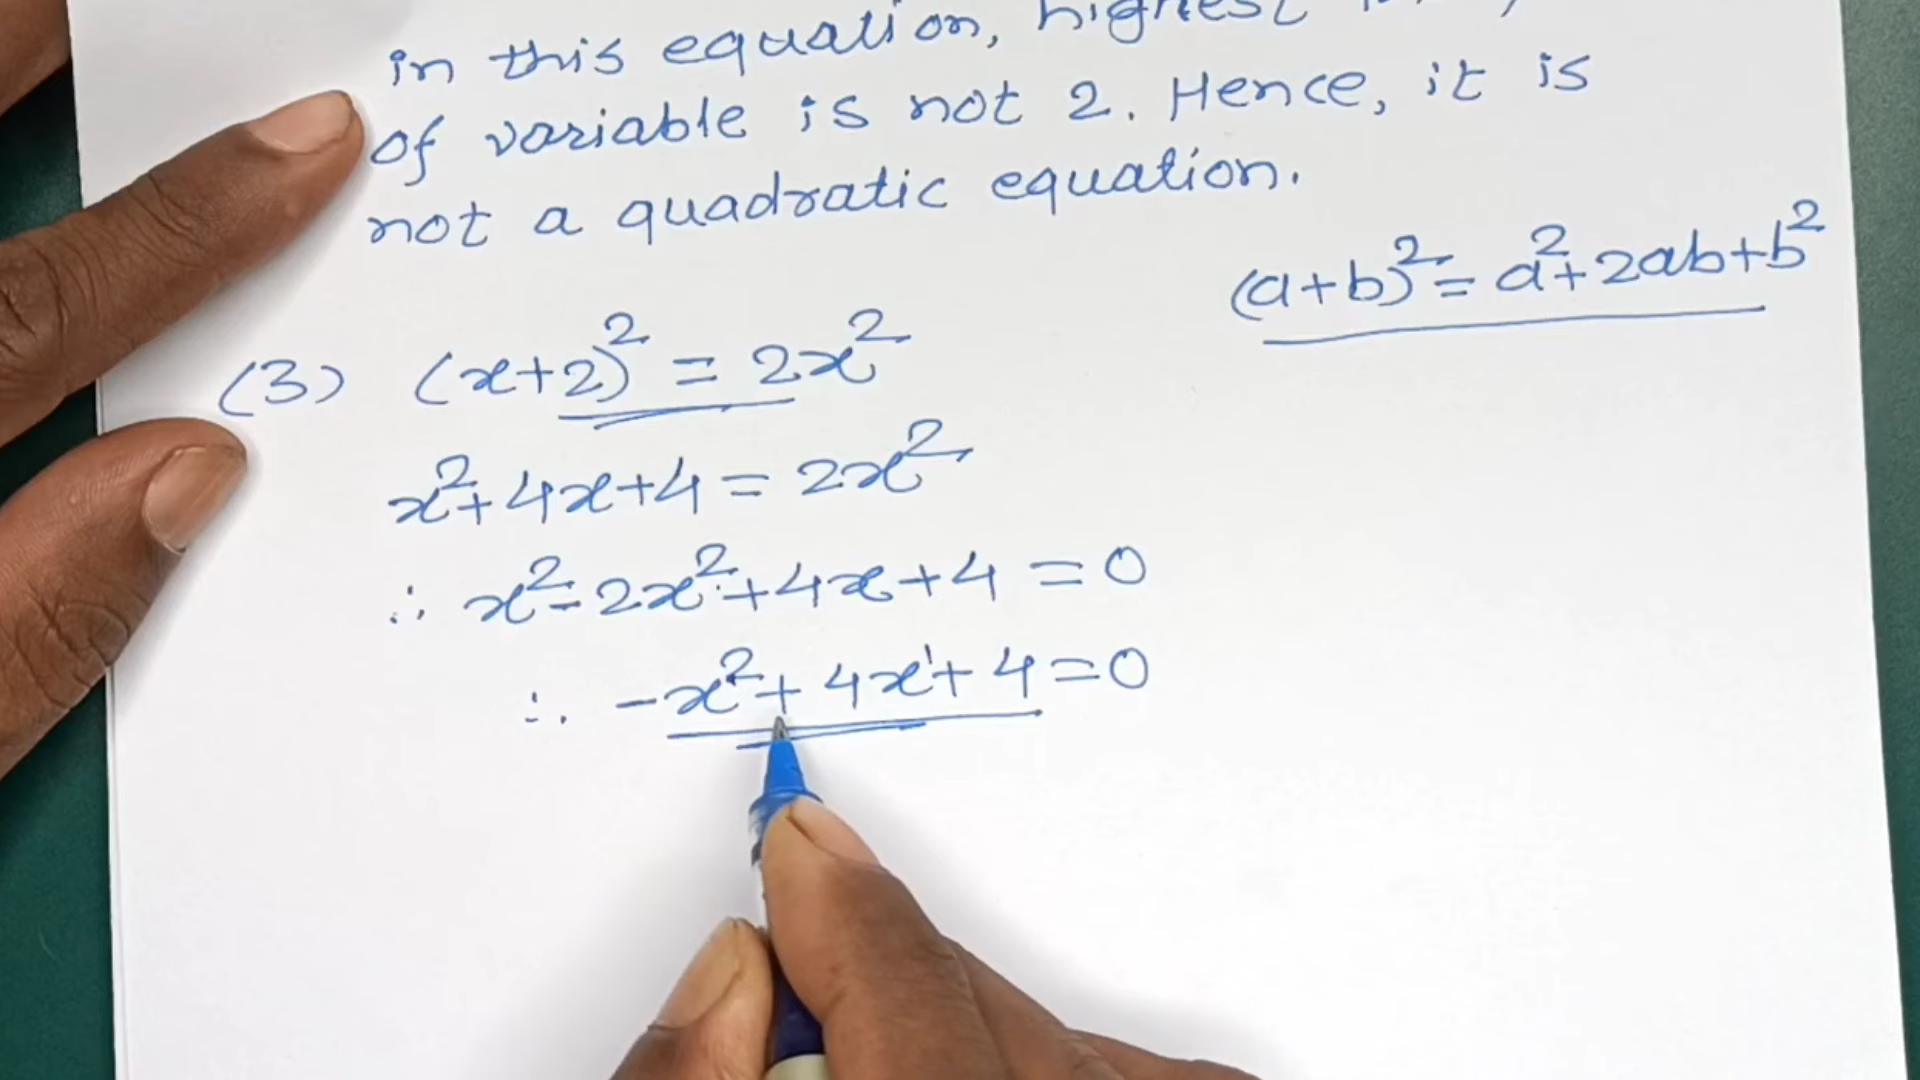 in this equation, highest
of variable is not 2. Hence, it is
not a quadratic equation.
(a+b)² = a²+2ab+b²
(3) (x+2)² = 2x²
x²+4x+4 = 2x²
∴ x²-2x²+4x+4 = 0
∴ -x²+4x¹+4=0